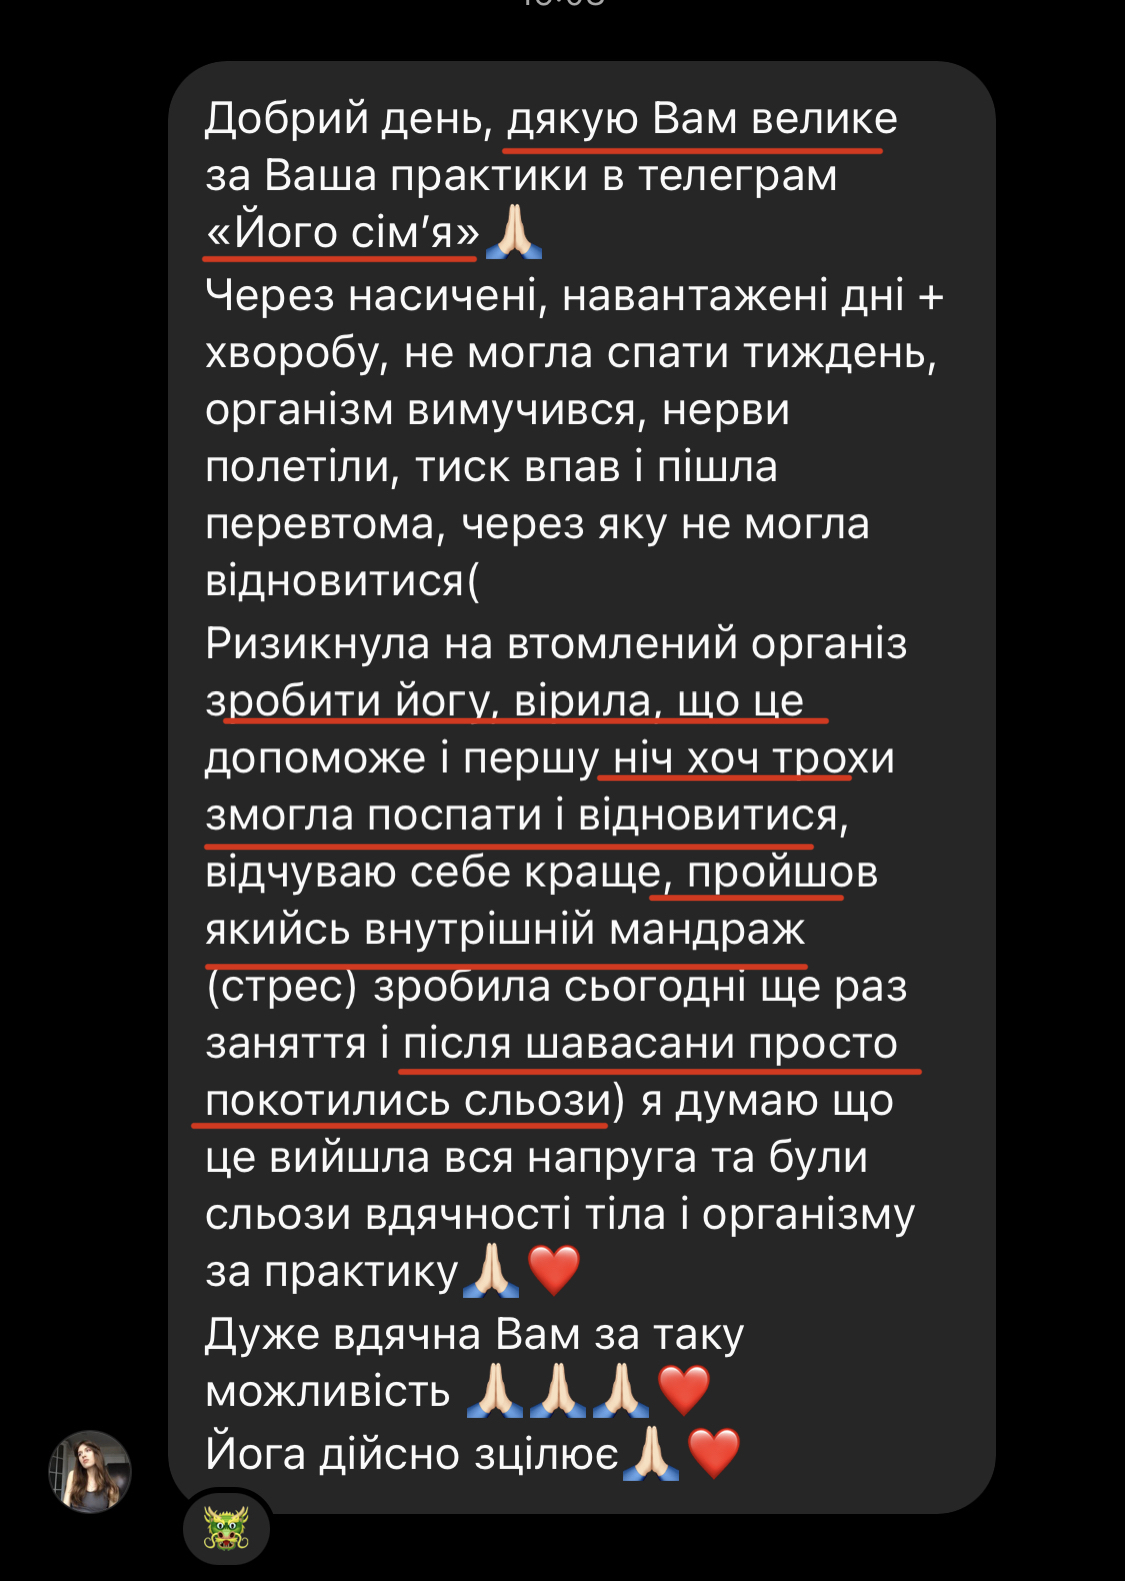 Добрий день, дякую Вам велике
за Ваша практики в телеграм
«Його сім’я»🙏🏻
Через насичені, навантажені дні +
хворобу, не могла спати тиждень,
організм вимучився, нерви
полетіли, тиск впав і пішла
перевтома, через яку не могла
відновитися(
Ризикнула на втомлений організ
зробити йогу, вірила, що це
допоможе і першу ніч хоч трохи
змогла поспати і відновитися,
відчуваю себе краще, пройшов
якийсь внутрішній мандраж
(стрес) зробила сьогодні ще раз
заняття і після шавасани просто
покотились сльози) я думаю що
це вийшла вся напруга та були
сльози вдячності тіла і організму
за практику🙏🏻❤️
Дуже вдячна Вам за таку
можливість 🙏🏻🙏🏻🙏🏻❤️
Йога дійсно зцілює🙏🏻❤️
🐲